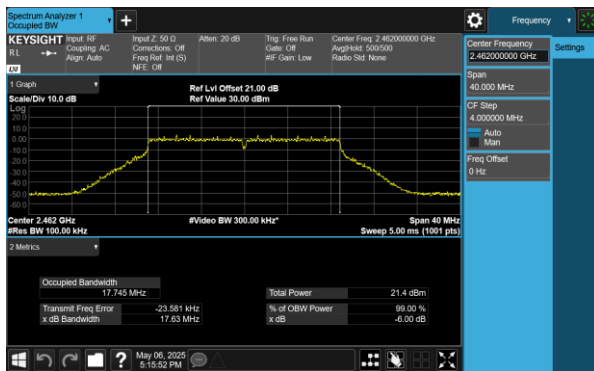 Spectrum Analyzer 1
Occupied BW
Frequency
KEYSIGHT
RL
LXI
Input: RF
Coupling: AC
Align: Auto
Input Z: 50 Ω
Corrections: Off
Freq Ref: Int (S)
NFE: Off
Atten: 20 dB
Trig: Free Run
Gate: Off
#IF Gain: Low
Center Freq: 2.462000000 GHz
Avg|Hold: 500/500
Radio Std: None
Center Frequency
2.462000000 GHz
Settings
Span
40.000 MHz
CF Step
4.000000 MHz
Auto
Man
Freq Offset
0 Hz
1 Graph
Scale/Div 10.0 dB
Ref Lvl Offset 21.00 dB
Ref Value 30.00 dBm
Log
20.0
10.0
0.00
-10.0
-20.0
-30.0
-40.0
-50.0
-60.0
Center 2.462 GHz
#Video BW 300.00 kHz*
Span 40 MHz
#Res BW 100.00 kHz
Sweep 5.00 ms (1001 pts)
2 Metrics
Occupied Bandwidth
17.745 MHz
Total Power 21.4 dBm
Transmit Freq Error -23.581 kHz
% of OBW Power 99.00 %
x dB Bandwidth 17.63 MHz
x dB -6.00 dB
?
May 06, 2025
5:15:52 PM